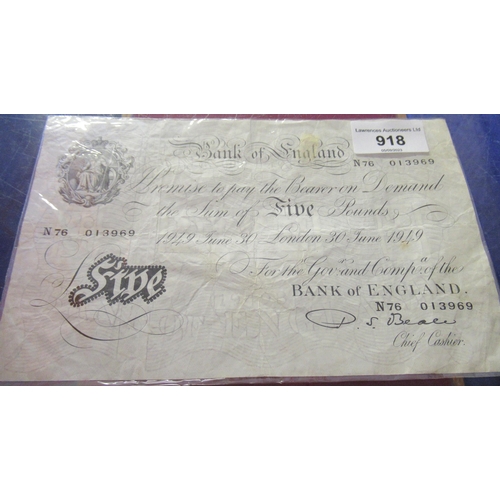 Lawrences Auctioneers Ltd
918
Bank of England
N76 013969
I Promise to pay the Bearer on Demand
the Sum of Five Pounds
N76 013969
1949 June 30 London 30 June 1949
For the Govr. and Compa. of the
BANK of ENGLAND.
Five
N76 013969
P. S. Beale
Chief Cashier.